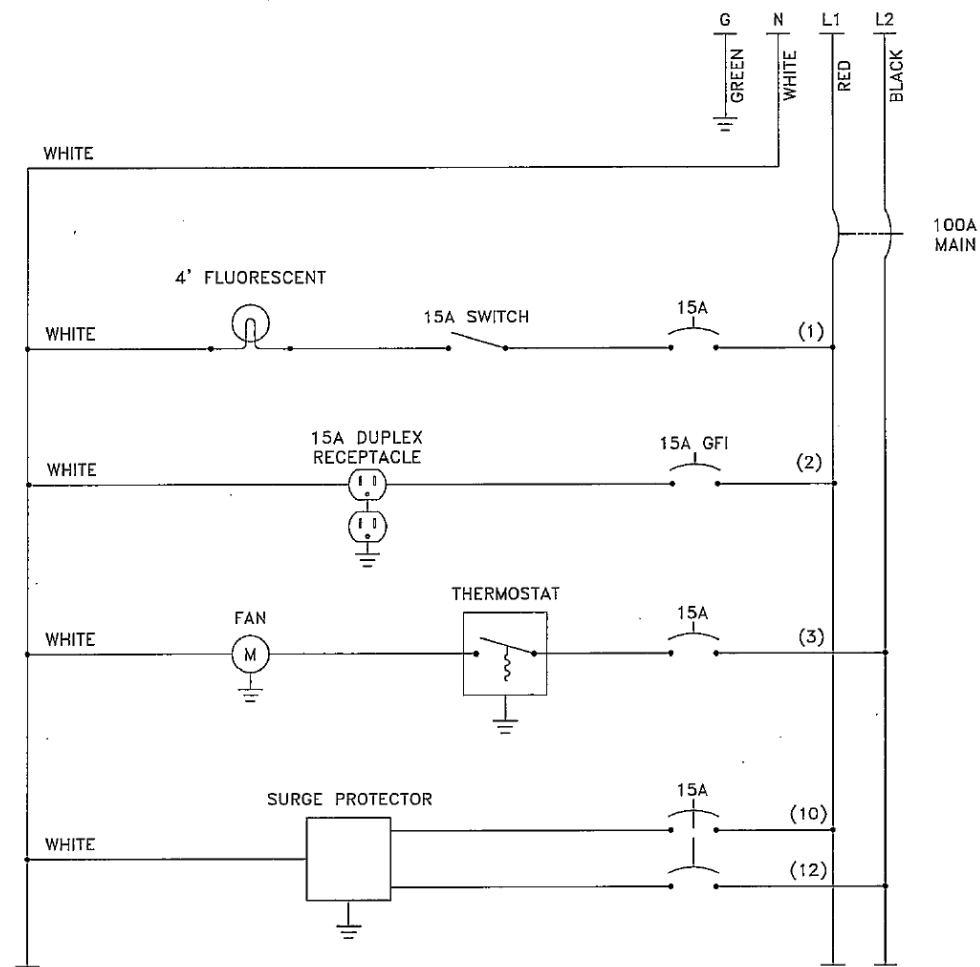 G N L1 L2
GREEN
WHITE
RED
BLACK
WHITE
100A
MAIN
4' FLUORESCENT
15A SWITCH
15A
(1)
WHITE
15A DUPLEX
RECEPTACLE
15A GFI
(2)
WHITE
THERMOSTAT
FAN
15A
(3)
WHITE
M
SURGE PROTECTOR
15A
(10)
WHITE
(12)